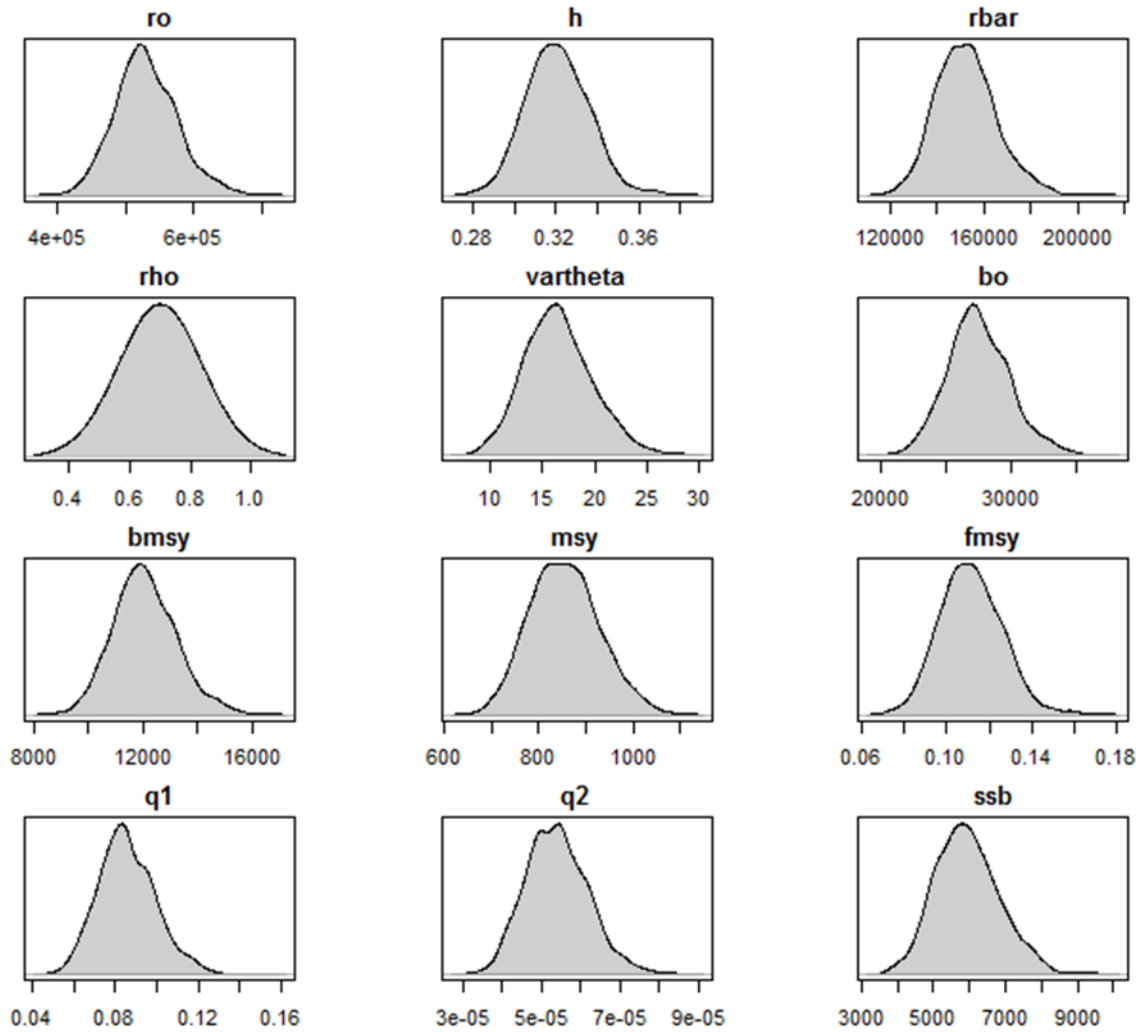 ro h rbar
4e+05 6e+05 0.28 0.32 0.36 120000 160000 200000
rho vartheta bo
0.4 0.6 0.8 1.0 10 15 20 25 30 20000 30000
bmsy msy fmsy
8000 12000 16000 600 800 1000 0.06 0.10 0.14 0.18
q1 q2 ssb
0.04 0.08 0.12 0.16 3e-05 5e-05 7e-05 9e-05 3000 5000 7000 9000